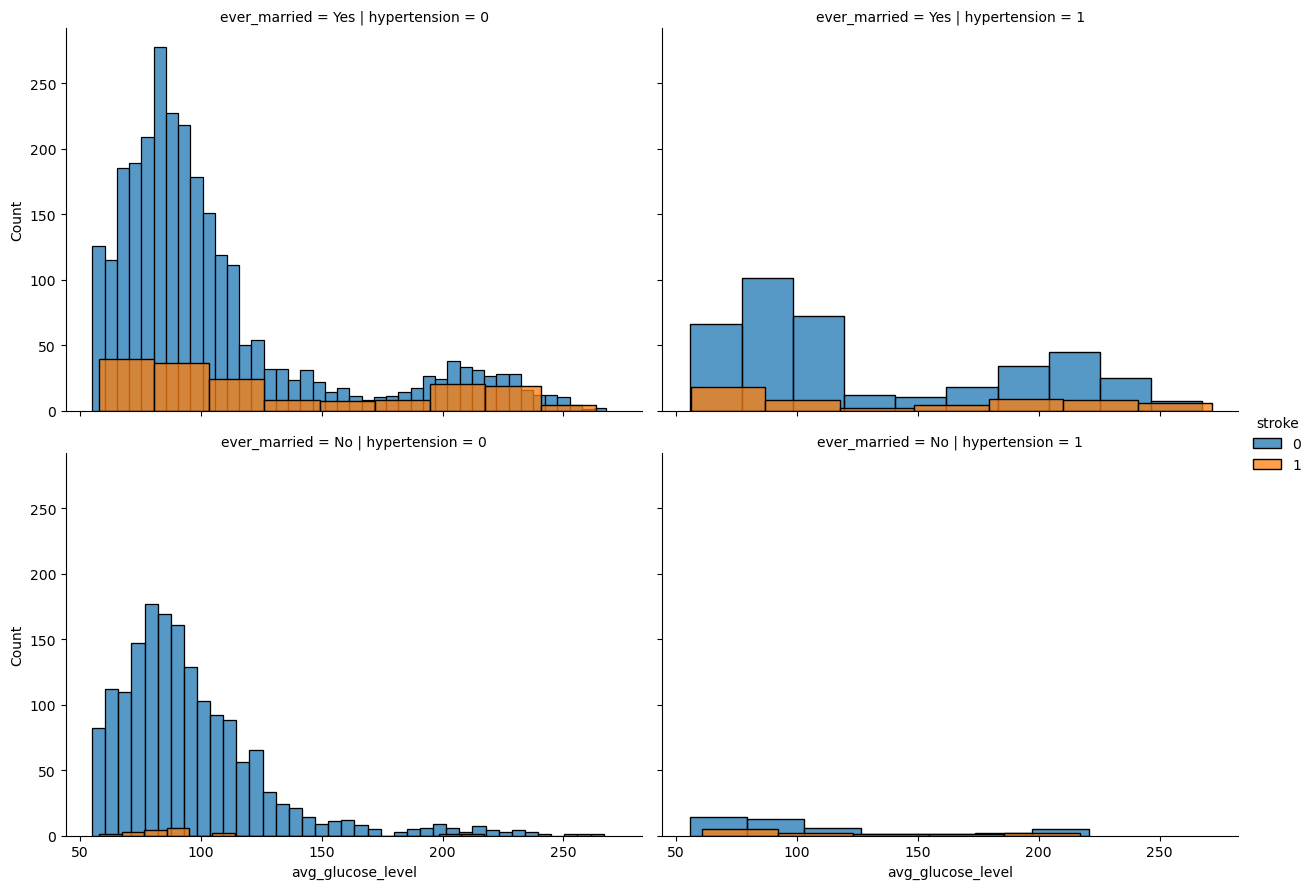 ever_married = Yes | hypertension = 0
ever_married = Yes | hypertension = 1
250
200
150
100
50
0
Count
ever_married = No | hypertension = 0
ever_married = No | hypertension = 1
stroke
0
1
250
200
150
100
50
0
Count
50 100 150 200 250
50 100 150 200 250
avg_glucose_level
avg_glucose_level